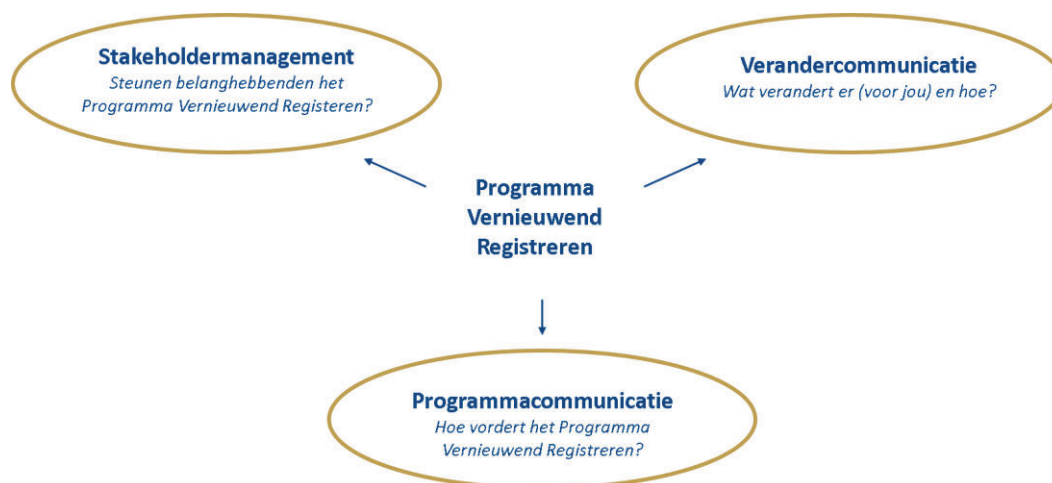 Stakeholdermanagement
Steunen belanghebbenden het
Programma Vernieuwend Registeren?
Verandercommunicatie
Wat verandert er (voor jou) en hoe?
Programma
Vernieuwend
Registreren
Programmacommunicatie
Hoe vordert het Programma
Vernieuwend Registreren?